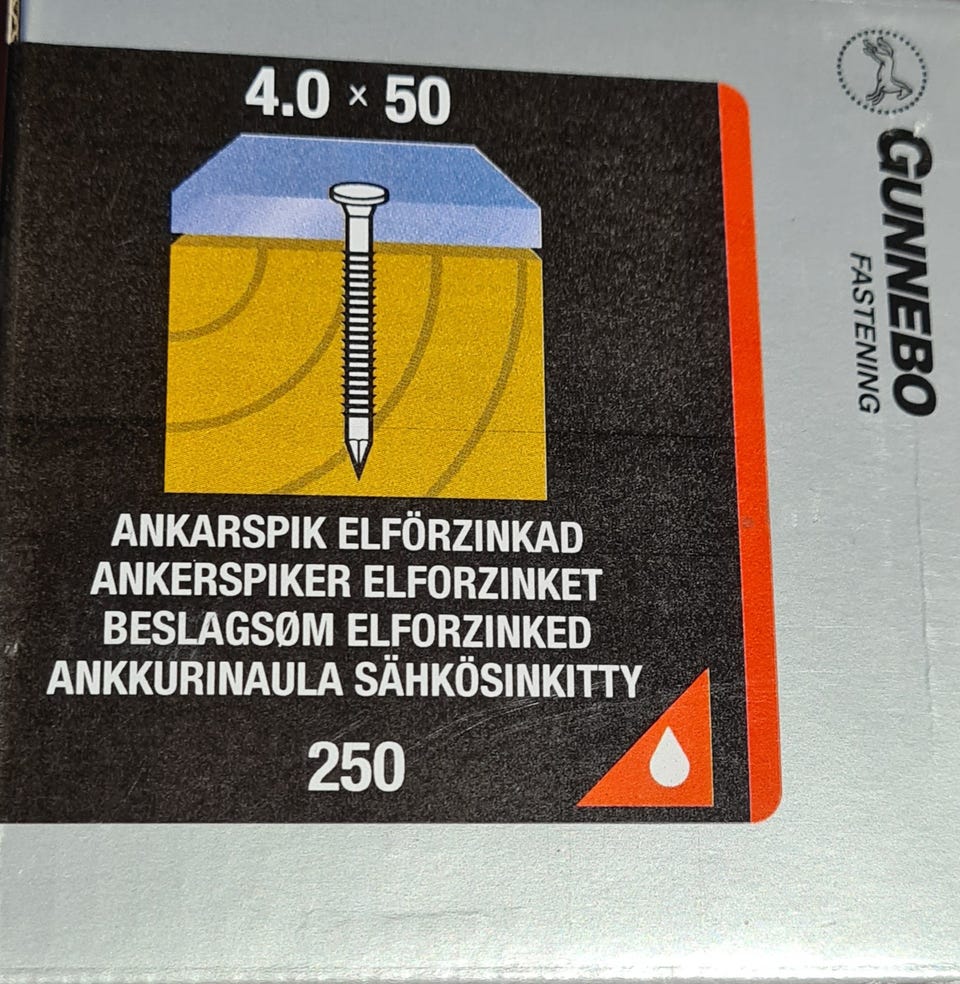 4.0 × 50
ANKARSPIK ELFÖRZINKAD
ANKERSPIKER ELFORZINKET
BESLAGSØM ELFORZINKED
ANKKURINAULA SÄHKÖSINKITTY
250
GUNNEBO
FASTENING